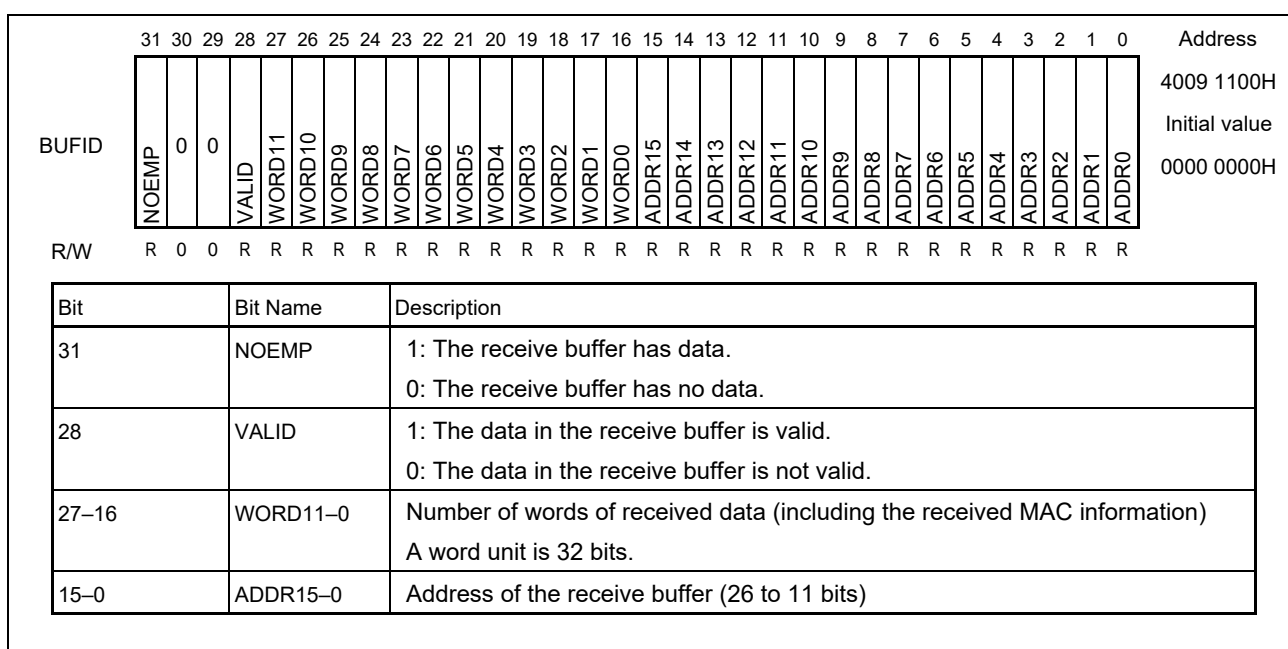 31 30 29 28 27 26 25 24 23 22 21 20 19 18 17 16 15 14 13 12 11 10 9 8 7 6 5 4 3 2 1 0 Address
4009 1100H
Initial value
0000 0000H
BUFID NOEMP 0 0 VALID WORD11 WORD10 WORD9 WORD8 WORD7 WORD6 WORD5 WORD4 WORD3 WORD2 WORD1 WORD0 ADDR15 ADDR14 ADDR13 ADDR12 ADDR11 ADDR10 ADDR9 ADDR8 ADDR7 ADDR6 ADDR5 ADDR4 ADDR3 ADDR2 ADDR1 ADDR0
R/W R 0 0 R R R R R R R R R R R R R R R R R R R R R R R R R R R R R
Bit Bit Name Description
31 NOEMP 1: The receive buffer has data.
0: The receive buffer has no data.
28 VALID 1: The data in the receive buffer is valid.
0: The data in the receive buffer is not valid.
27–16 WORD11–0 Number of words of received data (including the received MAC information)
A word unit is 32 bits.
15–0 ADDR15–0 Address of the receive buffer (26 to 11 bits)